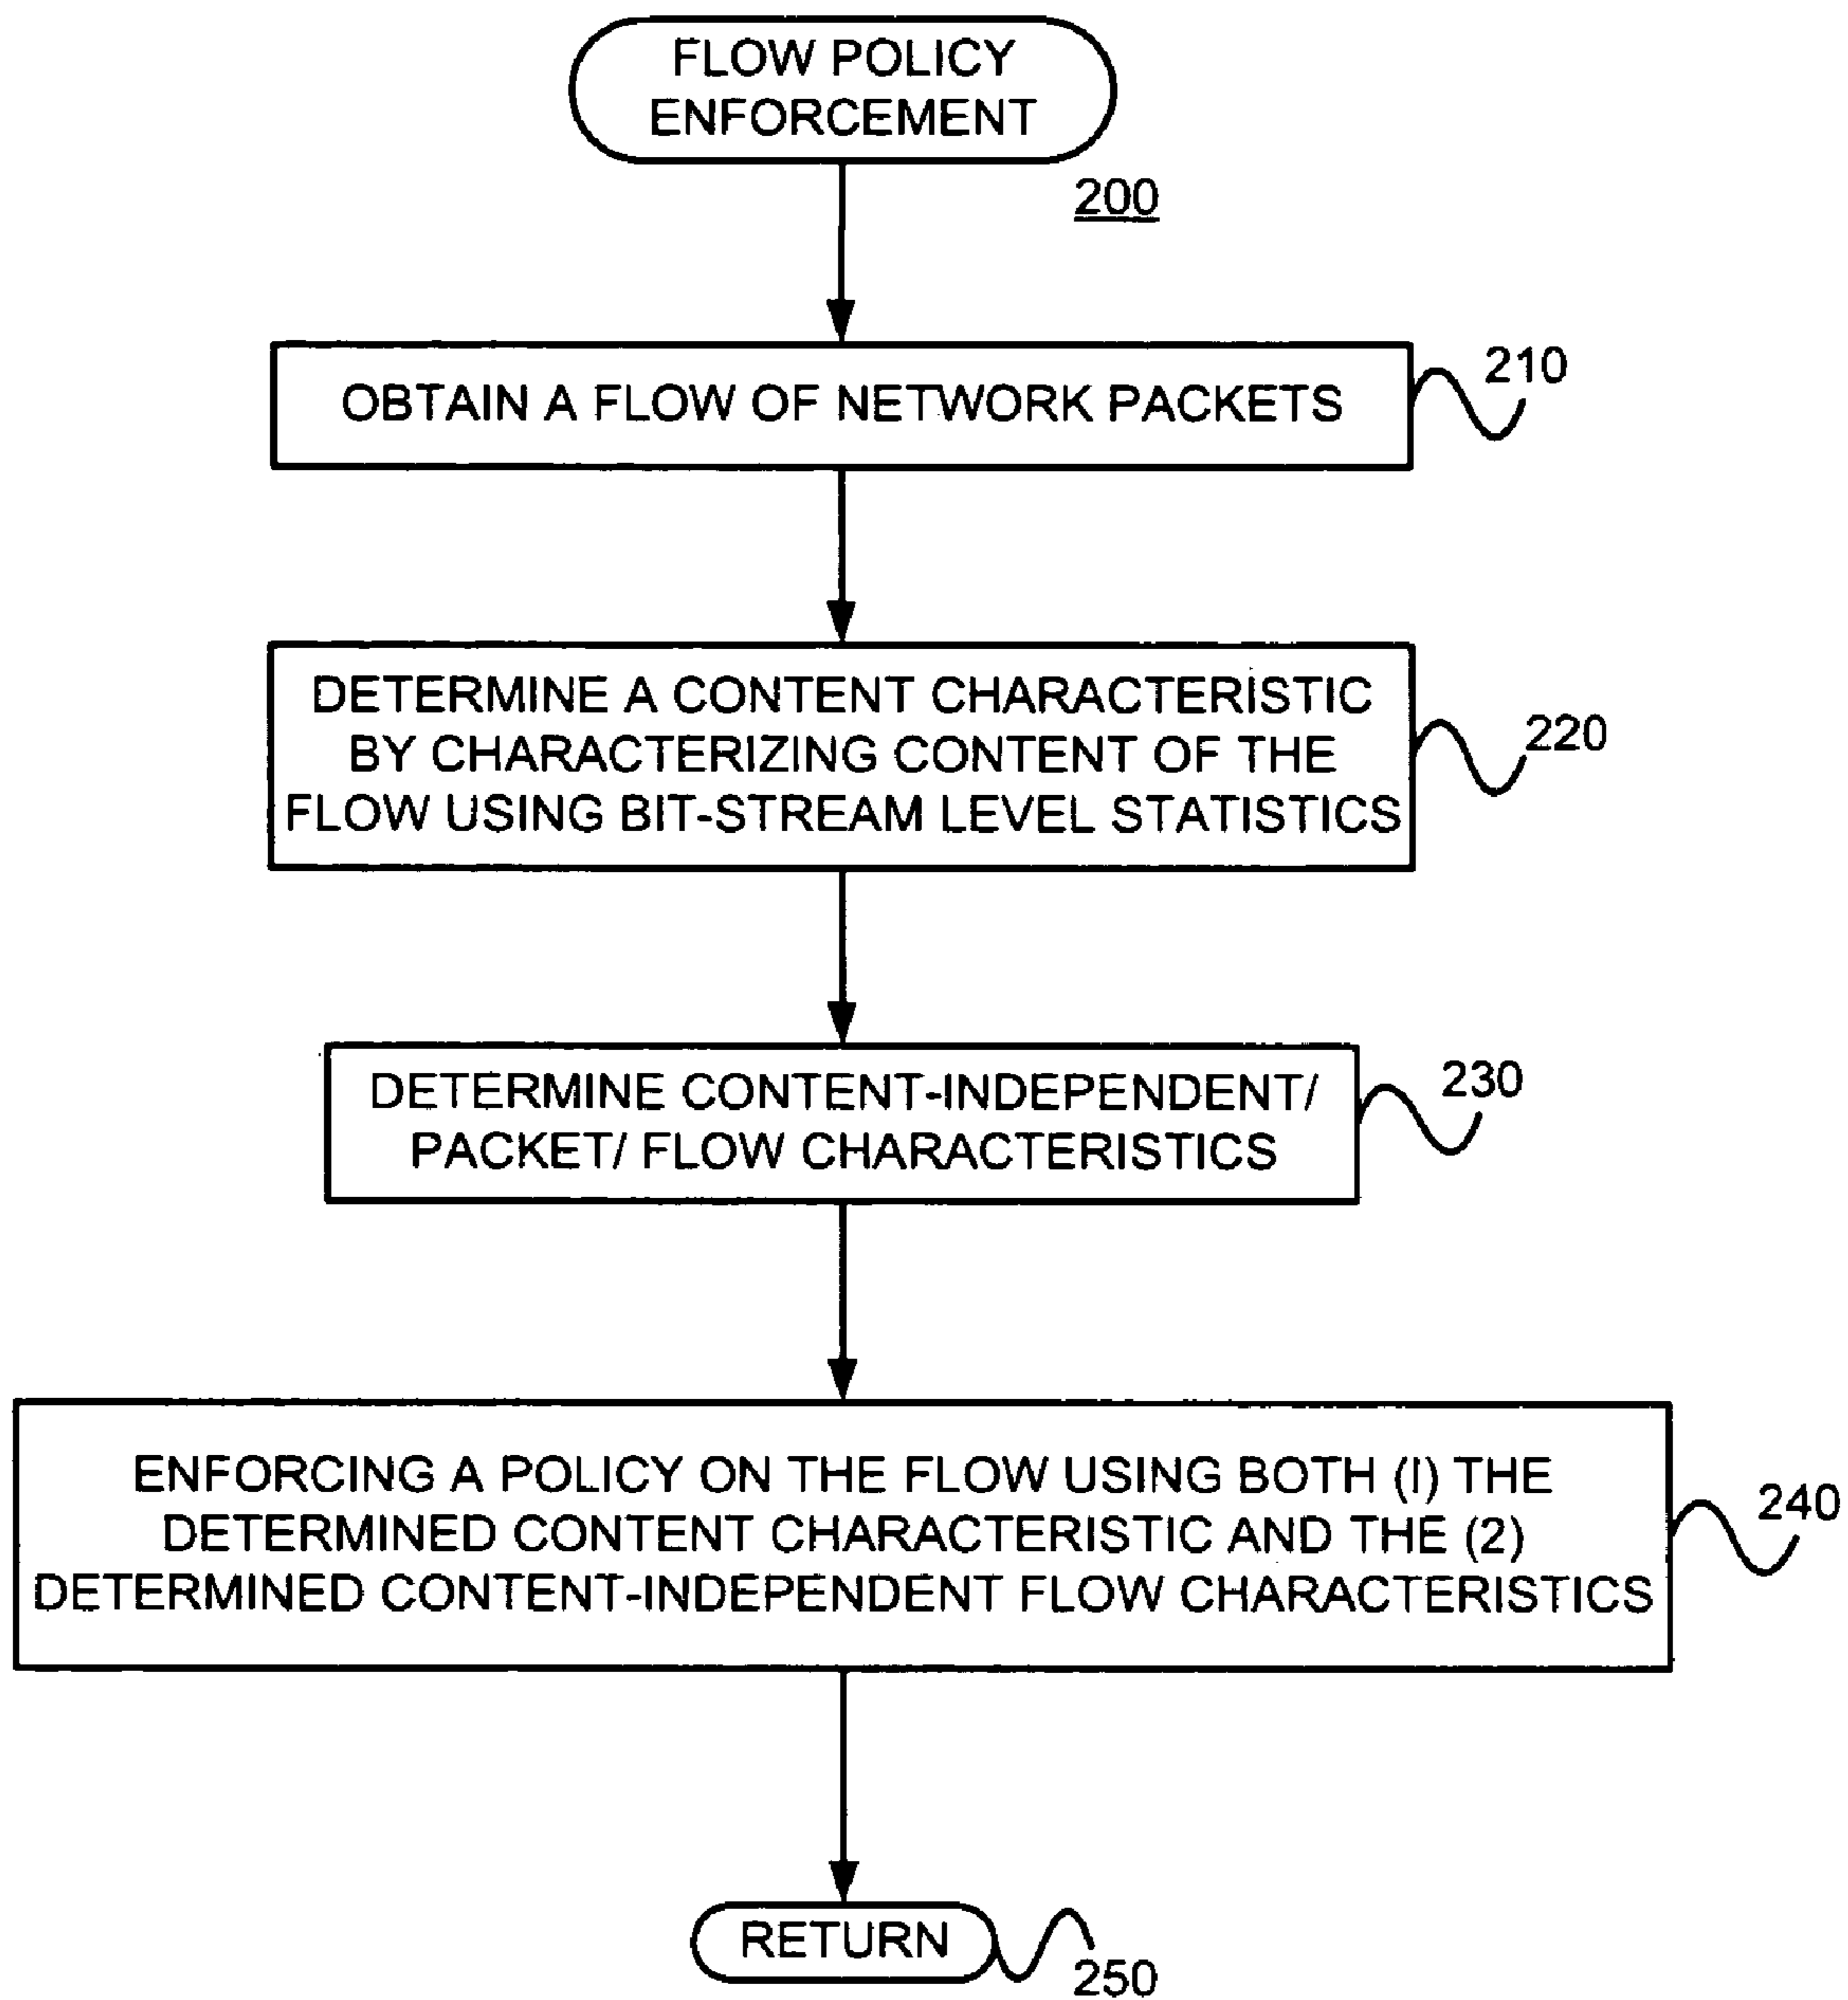 FLOW POLICY
ENFORCEMENT
200
OBTAIN A FLOW OF NETWORK PACKETS
210
DETERMINE A CONTENT CHARACTERISTIC
BY CHARACTERIZING CONTENT OF THE
FLOW USING BIT-STREAM LEVEL STATISTICS
220
DETERMINE CONTENT-INDEPENDENT/
PACKET/ FLOW CHARACTERISTICS
230
ENFORCING A POLICY ON THE FLOW USING BOTH (I) THE
DETERMINED CONTENT CHARACTERISTIC AND THE (2)
DETERMINED CONTENT-INDEPENDENT FLOW CHARACTERISTICS
240
RETURN
250